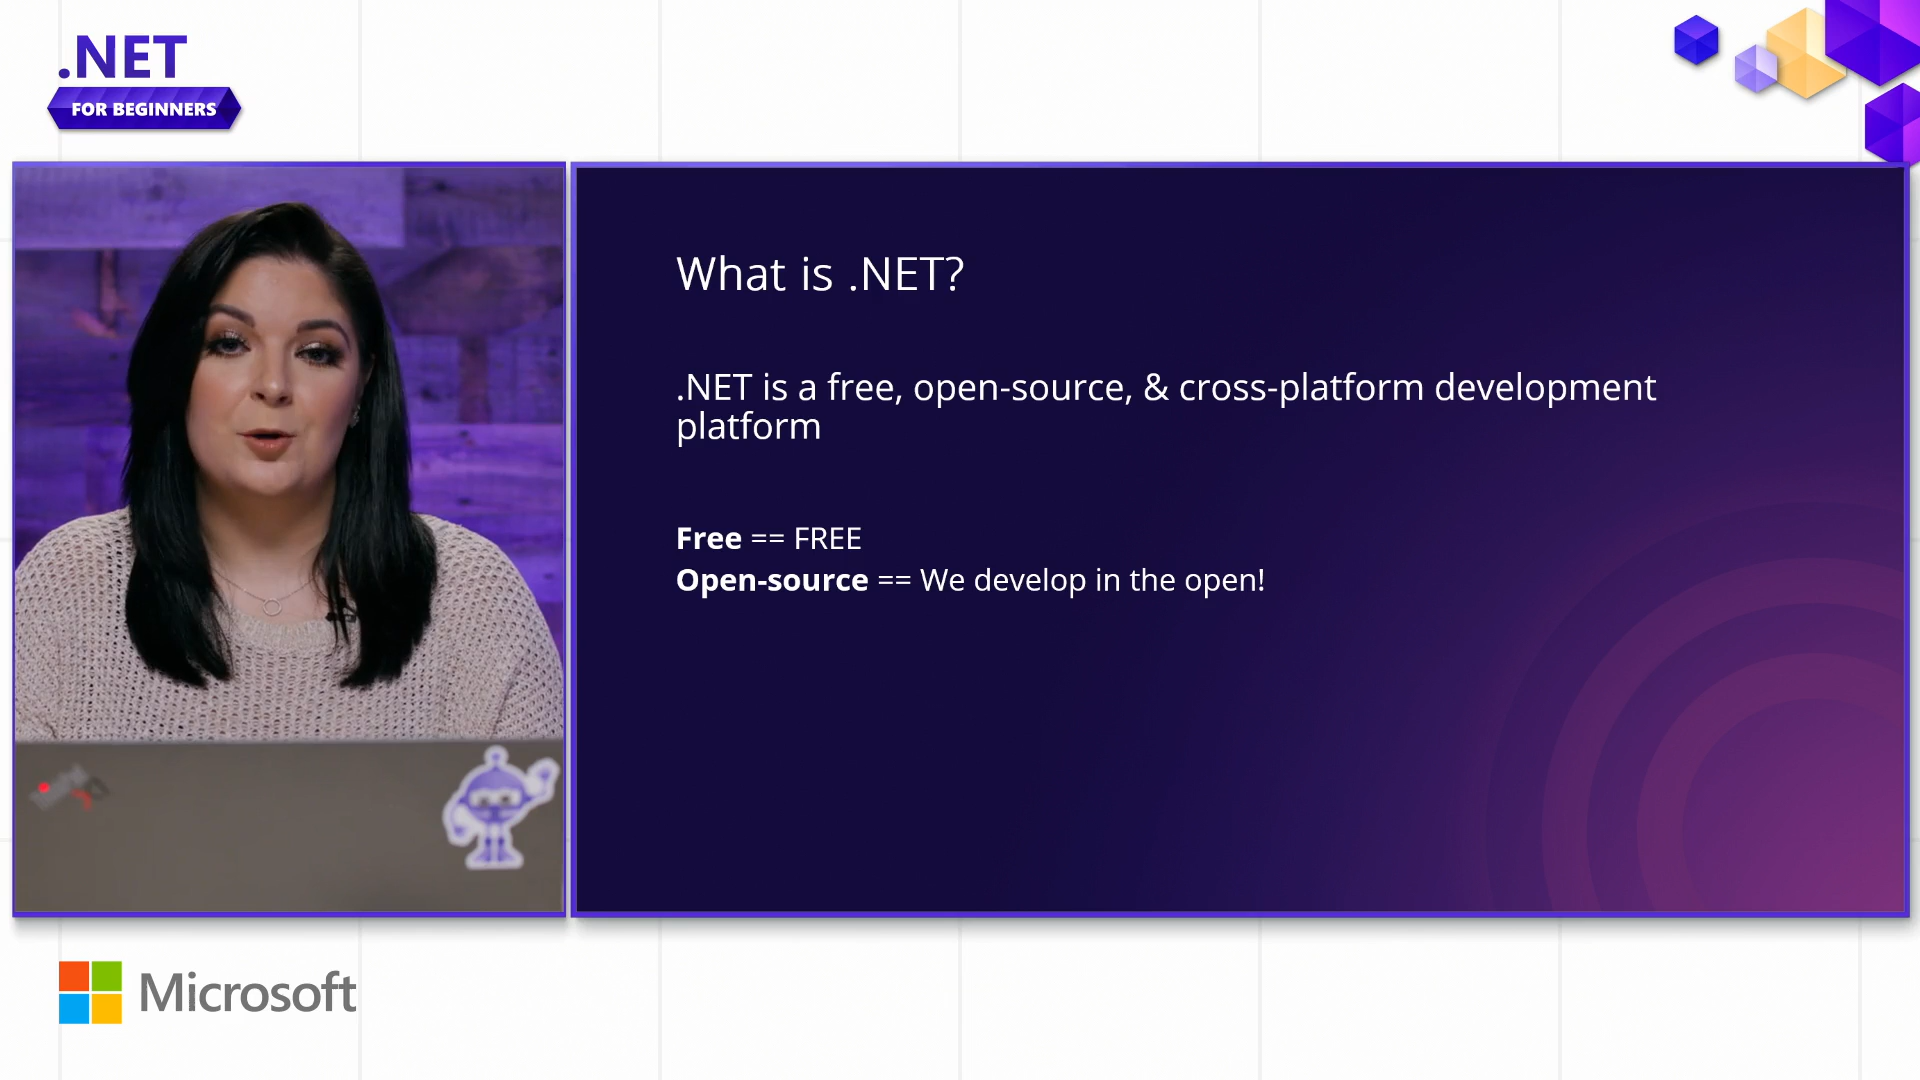 .NET
FOR BEGINNERS
What is .NET?
.NET is a free, open-source, & cross-platform development
platform
Free == FREE
Open-source == We develop in the open!
Microsoft